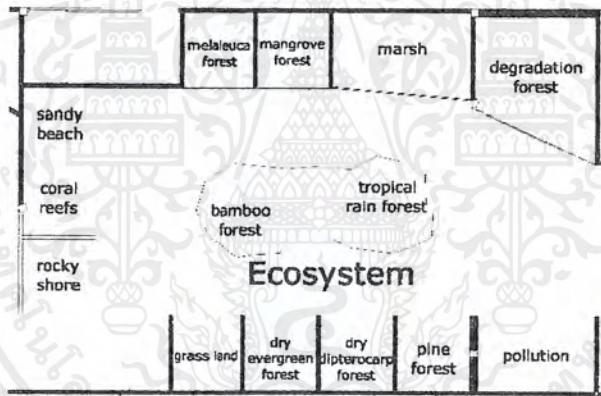 melaleuca
forest
mangrove
forest
marsh
degradation
forest
sandy
beach
coral
reefs
bamboo
forest
tropical
rain forest
rocky
shore
Ecosystem
grass land
dry
evergreen
forest
dry
dipterocarp
forest
pine
forest
pollution